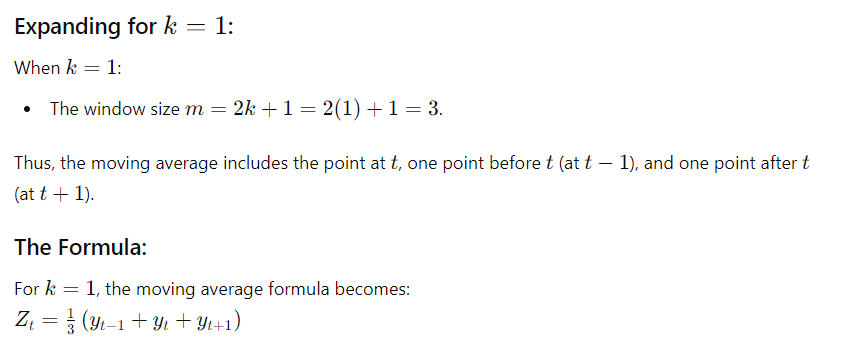 Expanding for k = 1:
When k = 1:
• The window size m = 2k + 1 = 2(1) + 1 = 3.
Thus, the moving average includes the point at t, one point before t (at t − 1), and one point after t
(at t + 1).
The Formula:
For k = 1, the moving average formula becomes:
Z_t = \frac{1}{3} (y_{t−1} + y_t + y_{t+1})